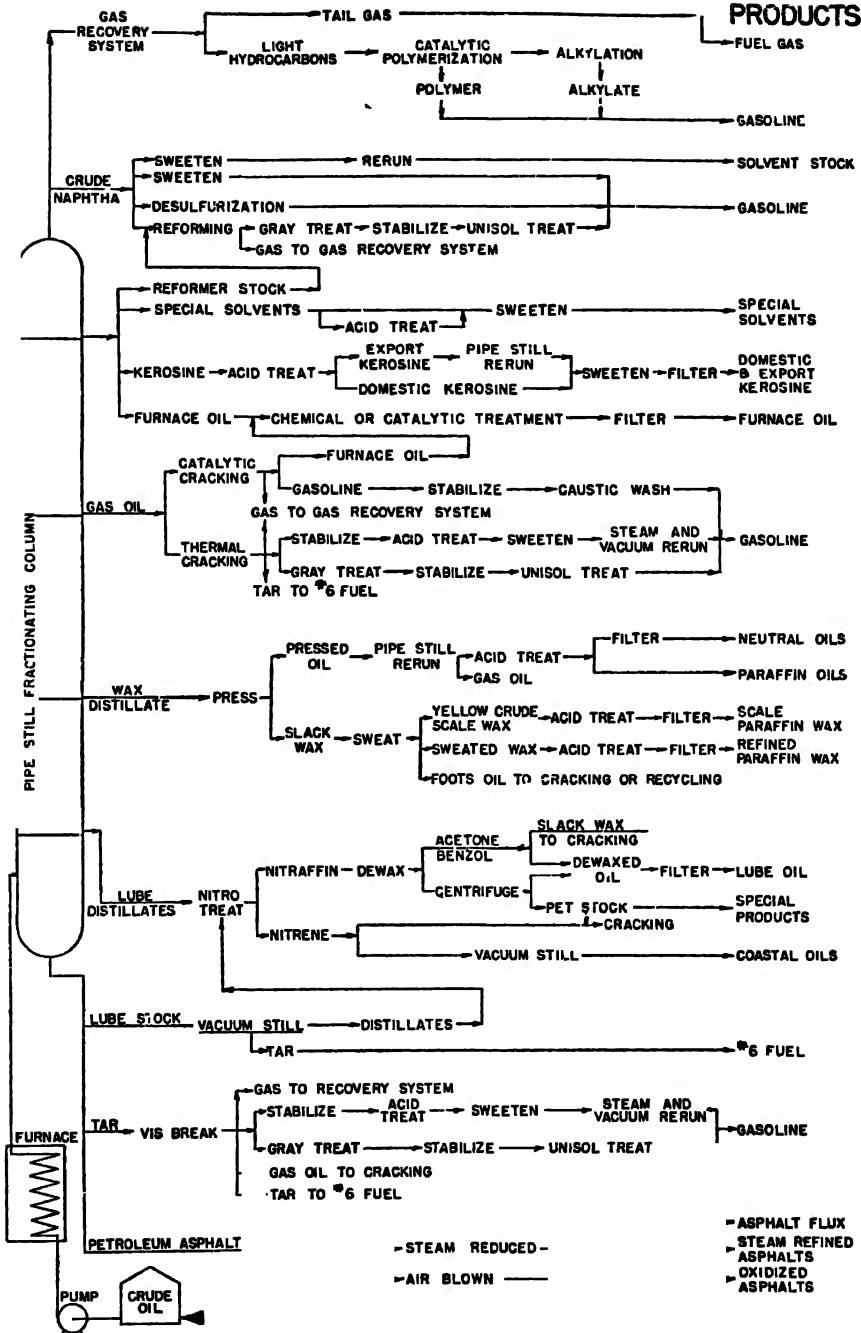 PRODUCTS
GAS
RECOVERY
SYSTEM
TAIL GAS
FUEL GAS
LIGHT
HYDROCARBONS
CATALYTIC
POLYMERIZATION
ALKYLATION
POLYMER
ALKYLATE
GASOLINE
CRUDE
NAPHTHA
SWEETEN
RERUN
SOLVENT STOCK
SWEETEN
DESULFURIZATION
GASOLINE
REFORMING
GRAY TREAT
STABILIZE
UNISOL TREAT
GAS TO GAS RECOVERY SYSTEM
REFORMER STOCK
SPECIAL SOLVENTS
ACID TREAT
SWEETEN
SPECIAL
SOLVENTS
KEROSINE
ACID TREAT
EXPORT
KEROSINE
PIPE STILL
RERUN
DOMESTIC KEROSINE
SWEETEN
FILTER
DOMESTIC
& EXPORT
KEROSINE
FURNACE OIL
CHEMICAL OR CATALYTIC TREATMENT
FILTER
FURNACE OIL
PIPE STILL FRACTIONATING COLUMN
GAS OIL
CATALYTIC
CRACKING
FURNACE OIL
GASOLINE
STABILIZE
CAUSTIC WASH
GAS TO GAS RECOVERY SYSTEM
THERMAL
CRACKING
STABILIZE
ACID TREAT
SWEETEN
STEAM AND
VACUUM RERUN
GASOLINE
GRAY TREAT
STABILIZE
UNISOL TREAT
TAR TO #6 FUEL
WAX
DISTILLATE
PRESS
PRESSED
OIL
PIPE STILL
RERUN
ACID TREAT
GAS OIL
FILTER
NEUTRAL OILS
PARAFFIN OILS
SLACK
WAX
SWEAT
YELLOW CRUDE
SCALE WAX
ACID TREAT
FILTER
SCALE
PARAFFIN WAX
SWEATED WAX
ACID TREAT
FILTER
REFINED
PARAFFIN WAX
FOOTS OIL TO CRACKING OR RECYCLING
LUBE
DISTILLATES
NITRO
TREAT
NITRAFFIN
DEWAX
ACETONE
BENZOL
SLACK WAX
TO CRACKING
DEWAXED
OIL
FILTER
LUBE OIL
CENTRIFUGE
PET STOCK
SPECIAL
PRODUCTS
CRACKING
NITRENE
VACUUM STILL
COASTAL OILS
LUBE STOCK
VACUUM STILL
DISTILLATES
TAR
#6 FUEL
TAR
VIS BREAK
GAS TO RECOVERY SYSTEM
STABILIZE
ACID
TREAT
SWEETEN
STEAM AND
VACUUM RERUN
GASOLINE
GRAY TREAT
STABILIZE
UNISOL TREAT
GAS OIL TO CRACKING
TAR TO #6 FUEL
FURNACE
PETROLEUM ASPHALT
STEAM REDUCED
AIR BLOWN
ASPHALT FLUX
STEAM REFINED
ASPHALTS
OXIDIZED
ASPHALTS
PUMP
CRUDE
OIL